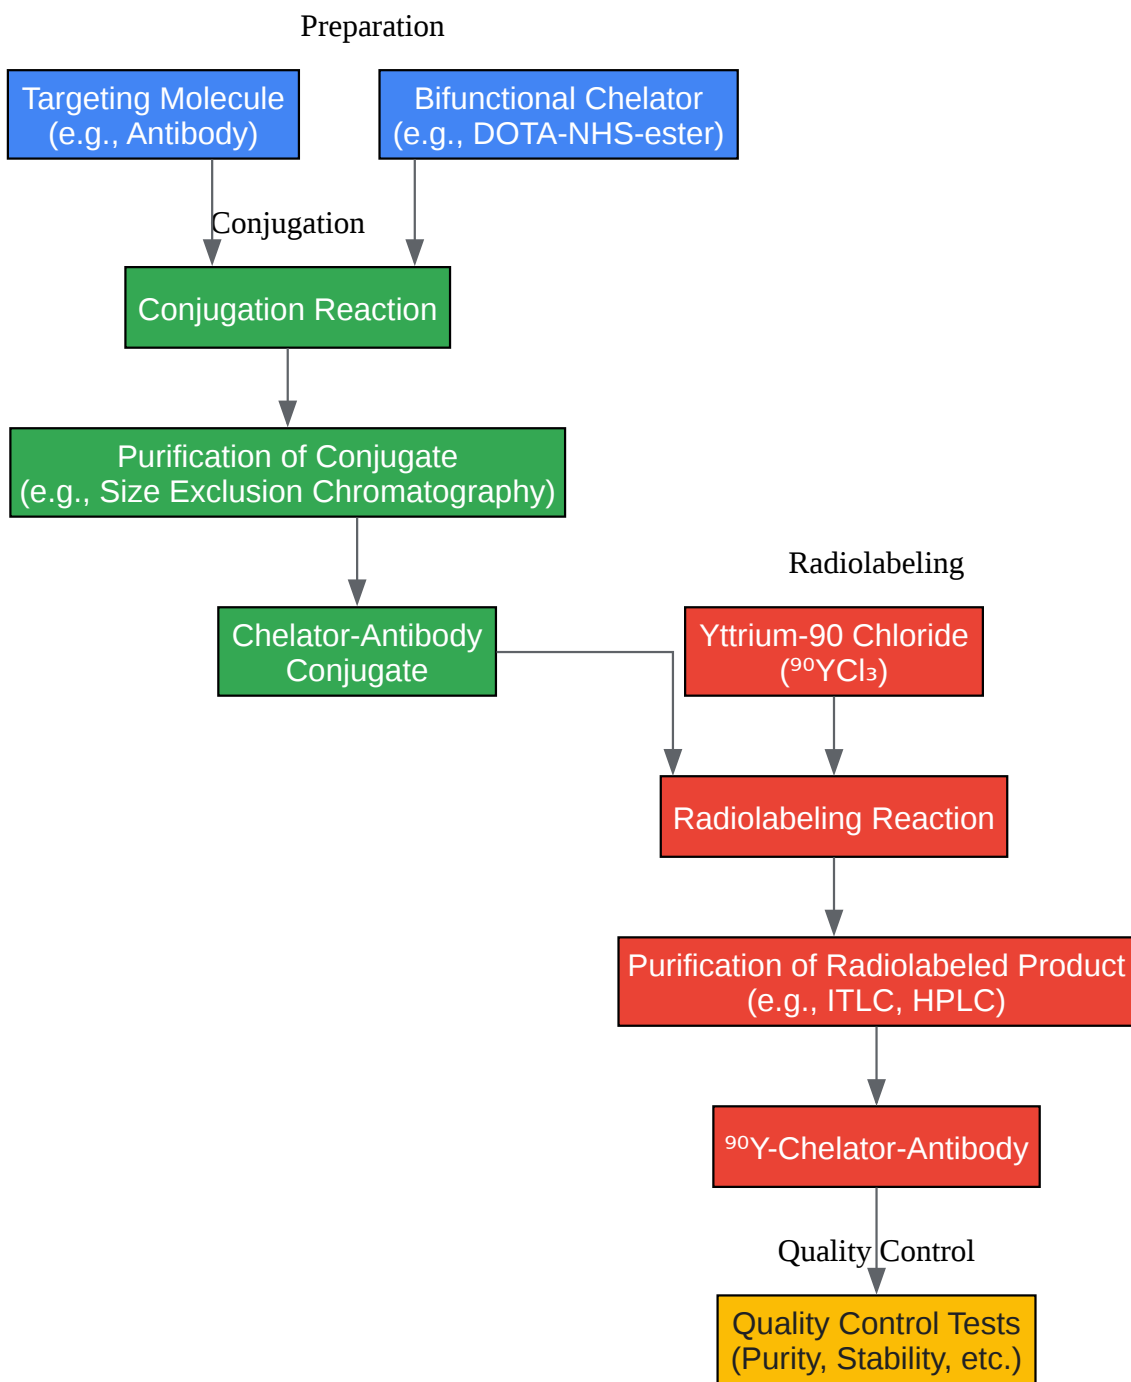 Preparation
Targeting Molecule
(e.g., Antibody)
Bifunctional Chelator
(e.g., DOTA-NHS-ester)
Conjugation
Conjugation Reaction
Purification of Conjugate
(e.g., Size Exclusion Chromatography)
Radiolabeling
Chelator-Antibody
Conjugate
Yttrium-90 Chloride
(⁹⁰YCl₃)
Radiolabeling Reaction
Purification of Radiolabeled Product
(e.g., ITLC, HPLC)
⁹⁰Y-Chelator-Antibody
Quality Control
Quality Control Tests
(Purity, Stability, etc.)